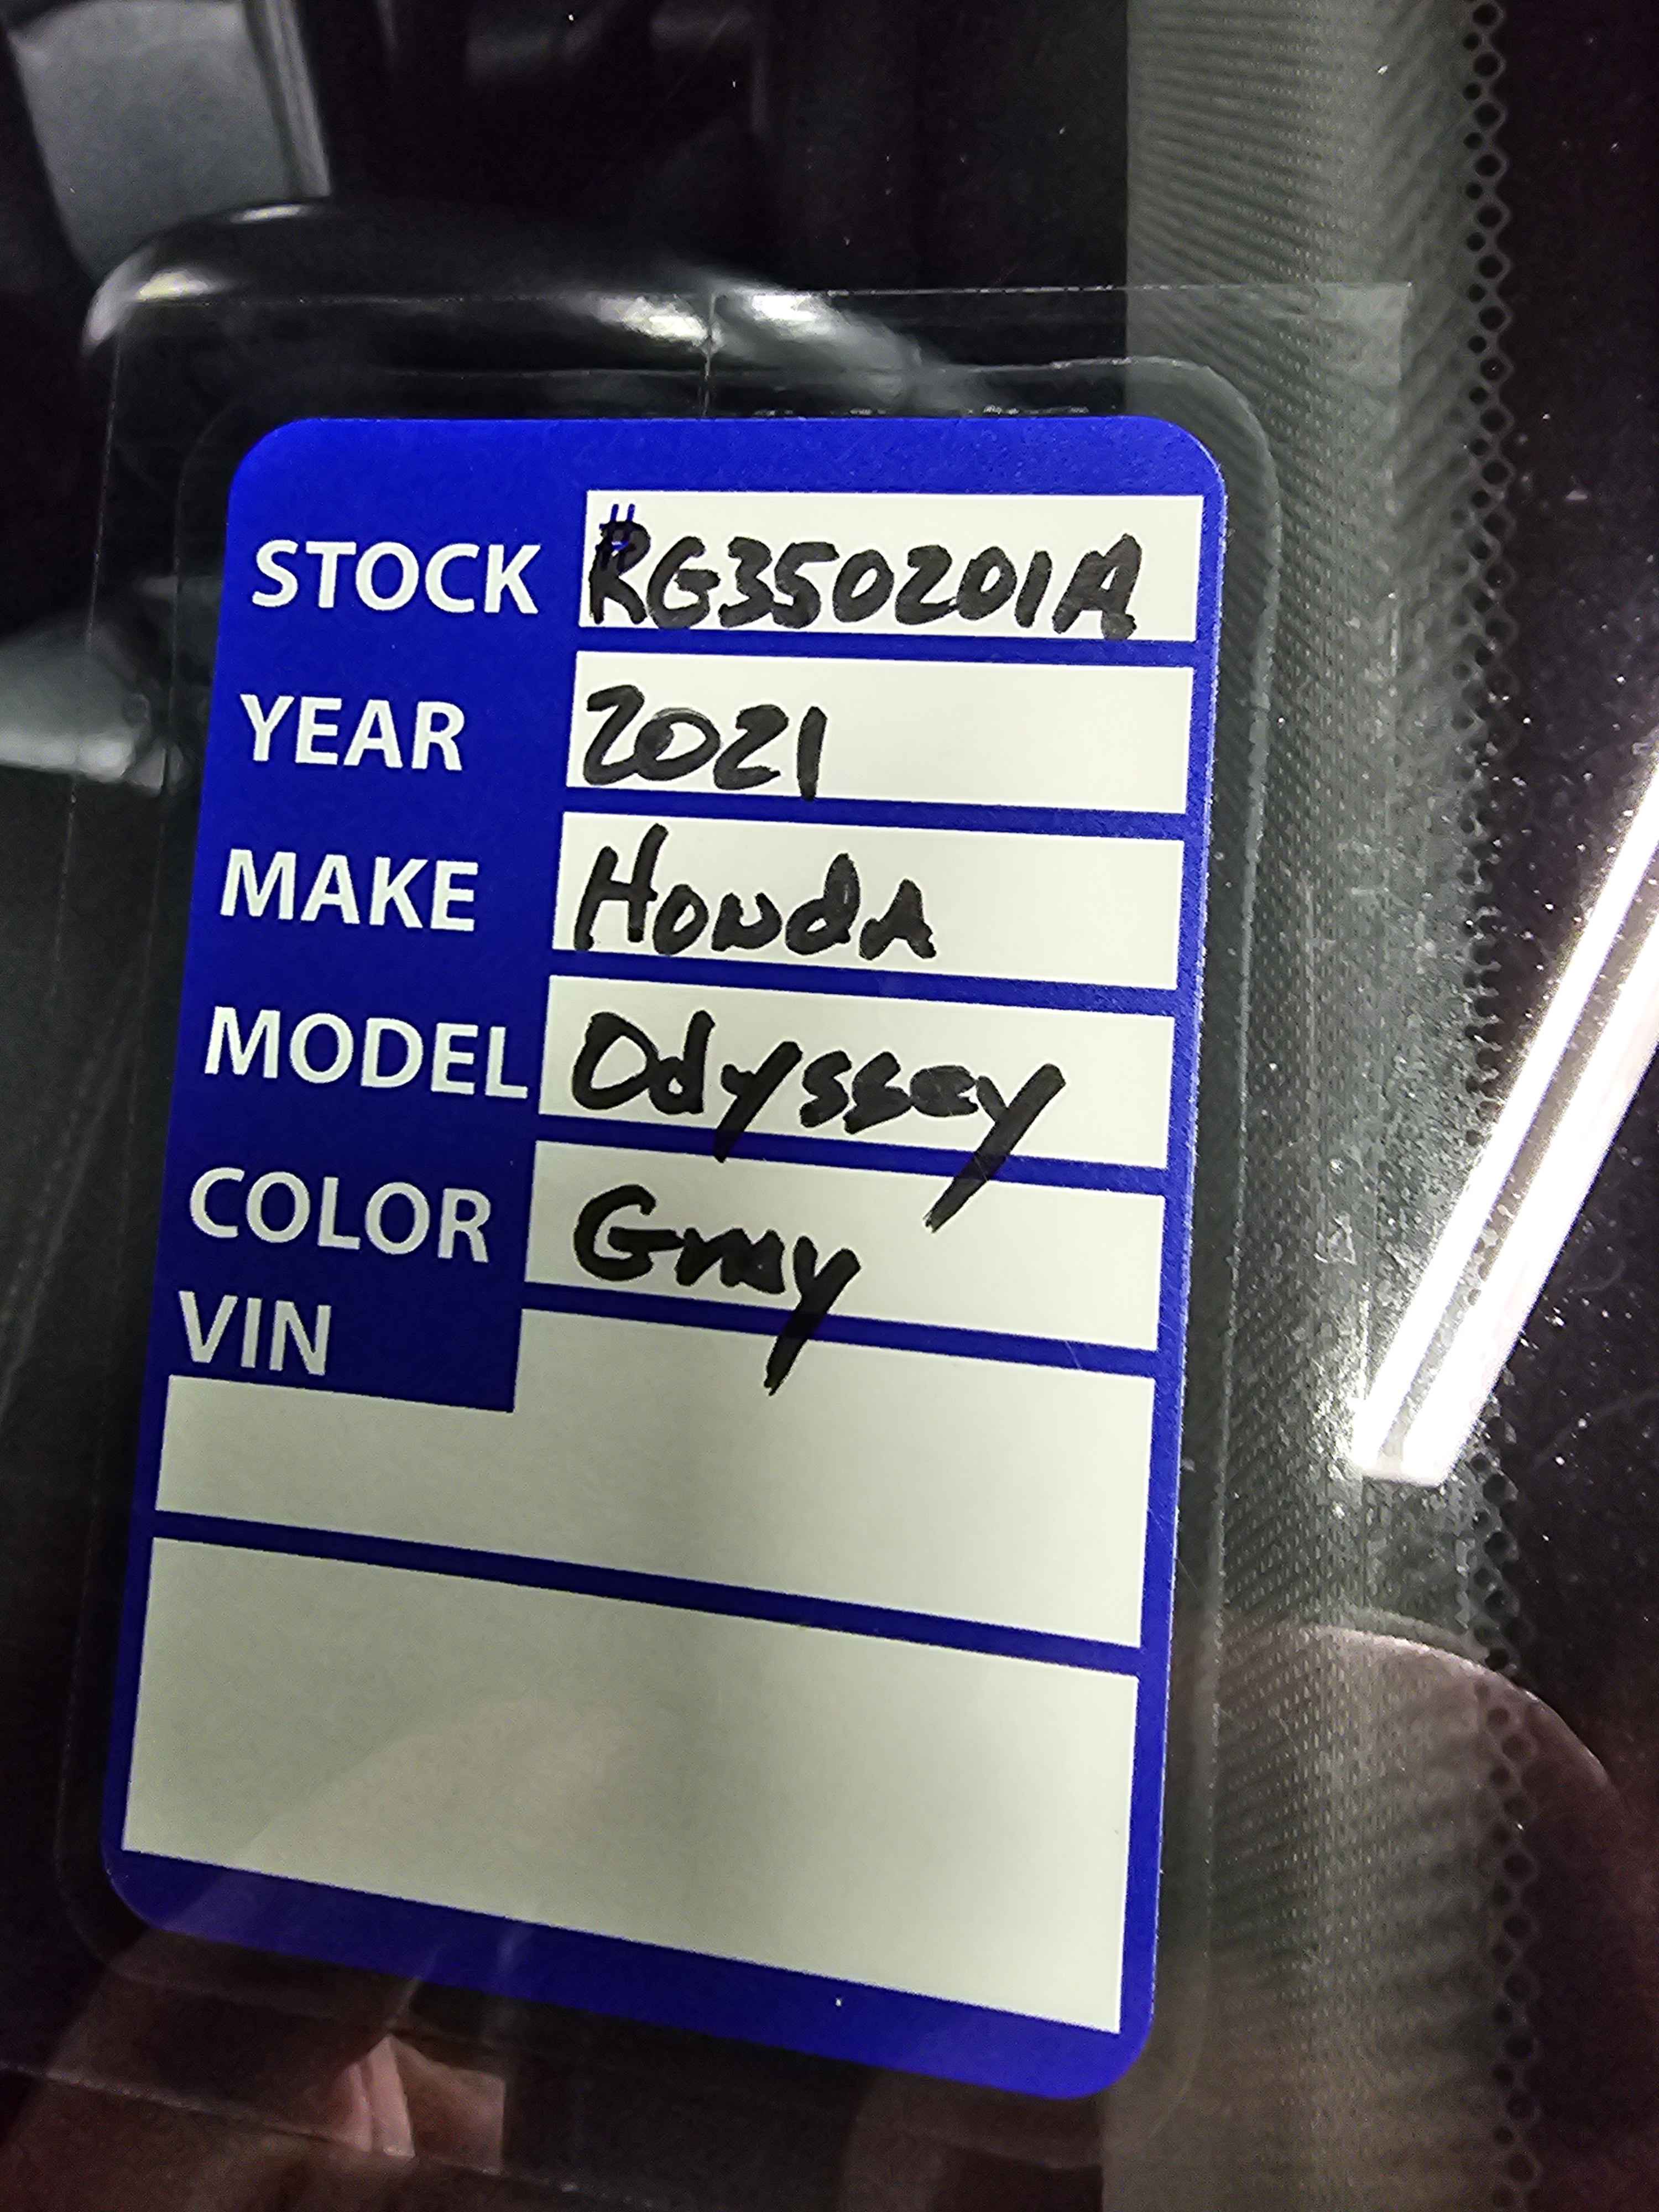 STOCK #RG350201A
YEAR 2021
MAKE HondA
MODEL Odyssey
COLOR Gray
VIN